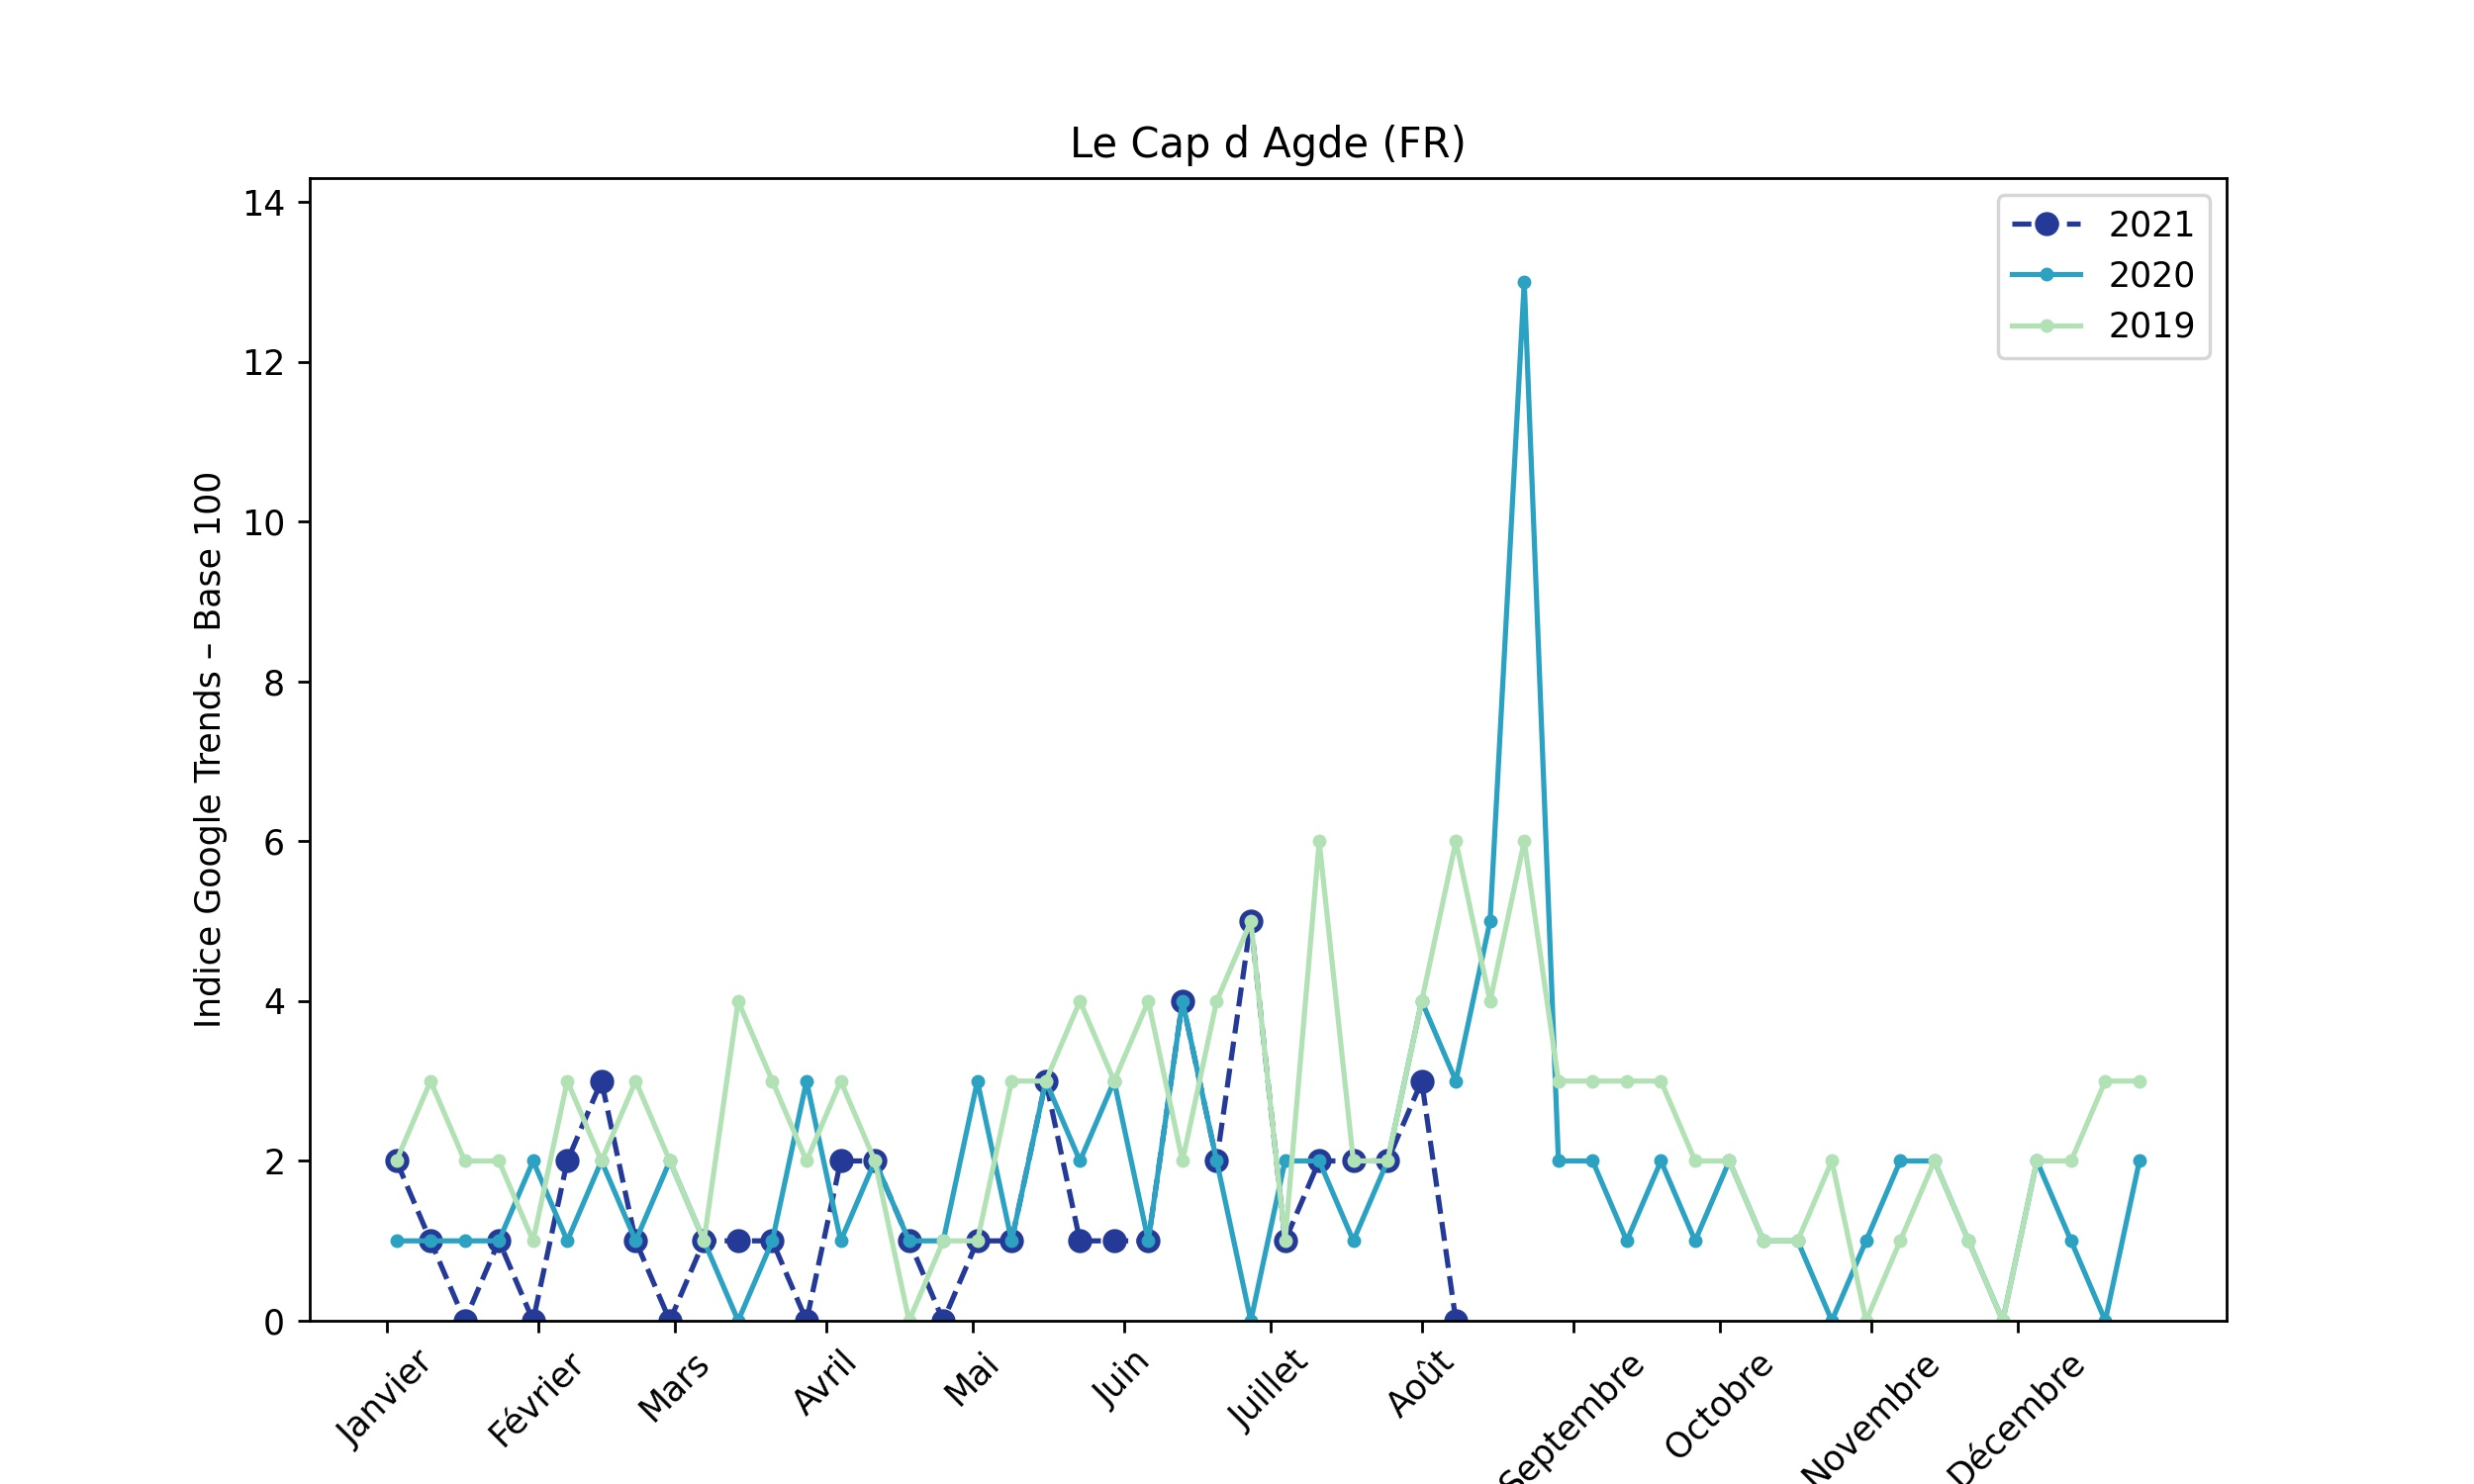 Le Cap d Agde (FR)
Indice Google Trends – Base 100
14
12
10
8
6
4
2
0
2021
2020
2019
Janvier
Février
Mars
Avril
Mai
Juin
Juillet
Août
Septembre
Octobre
Novembre
Décembre